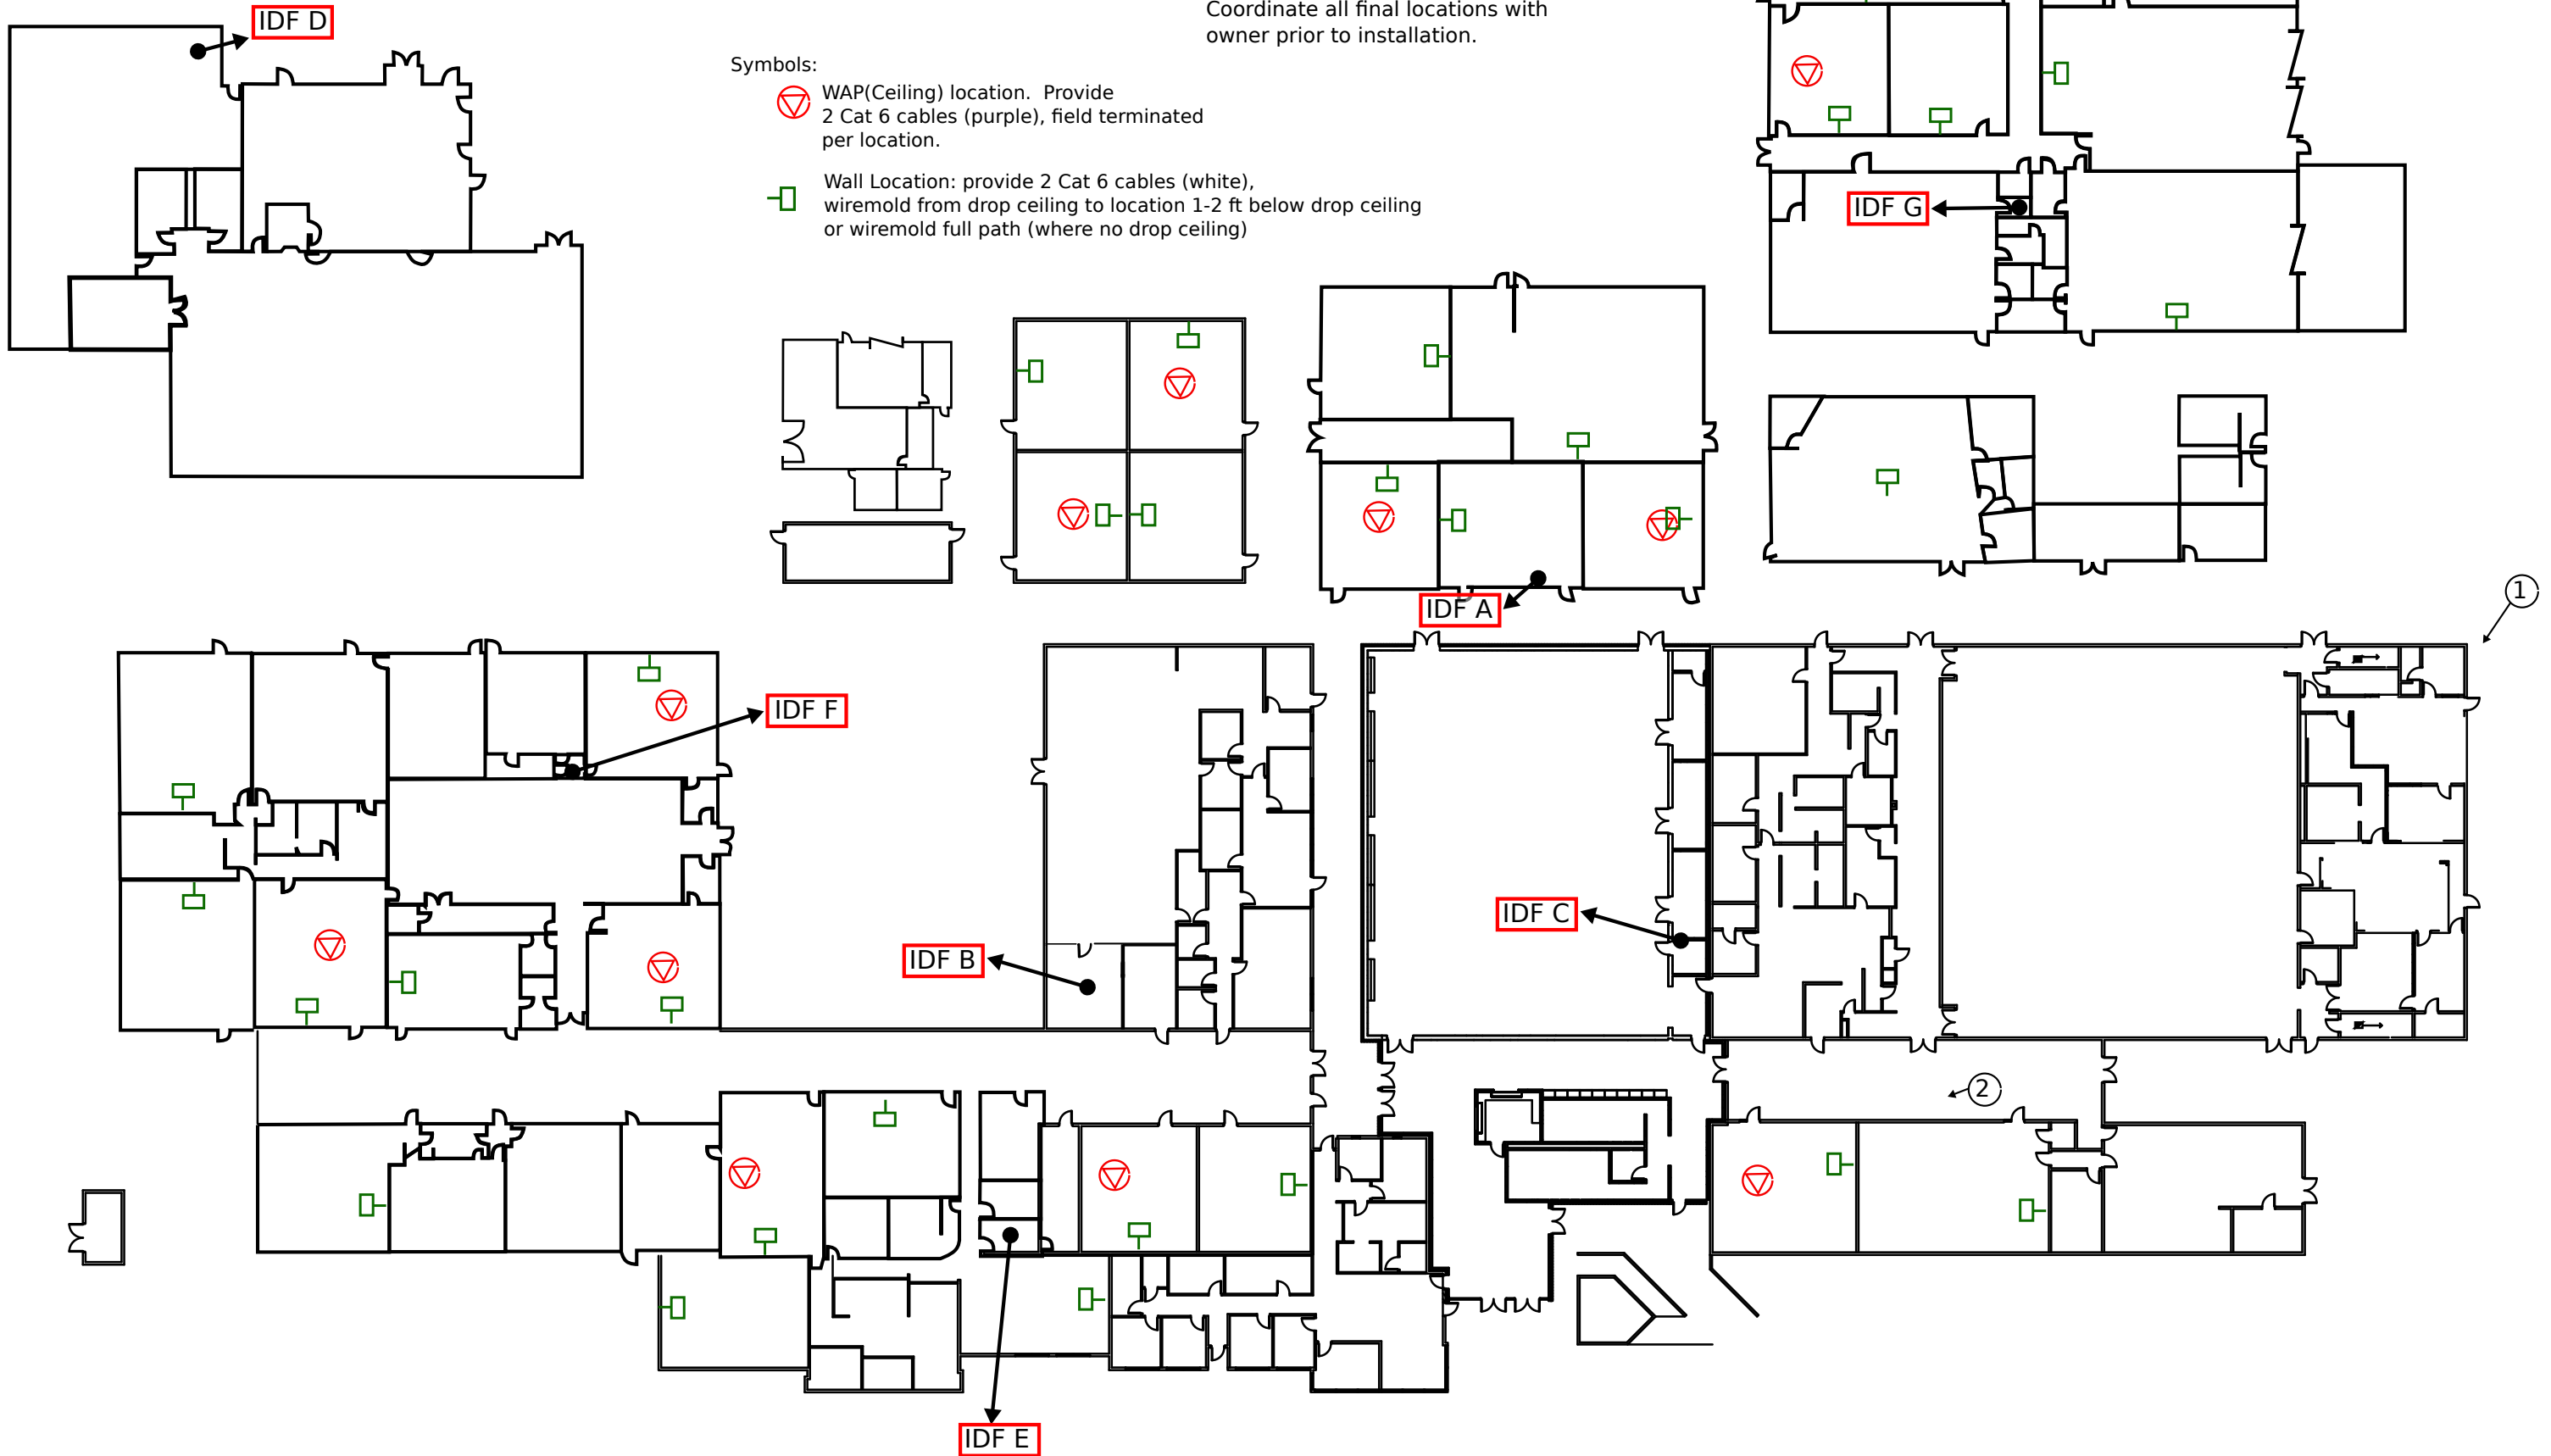 IDF D
Coordinate all final locations with
owner prior to installation.
Symbols:
WAP(Ceiling) location.  Provide
2 Cat 6 cables (purple), field terminated
per location.
Wall Location: provide 2 Cat 6 cables (white),
wiremold from drop ceiling to location 1-2 ft below drop ceiling
or wiremold full path (where no drop ceiling)
IDF G
IDF A
1
IDF F
IDF C
IDF B
2
IDF E